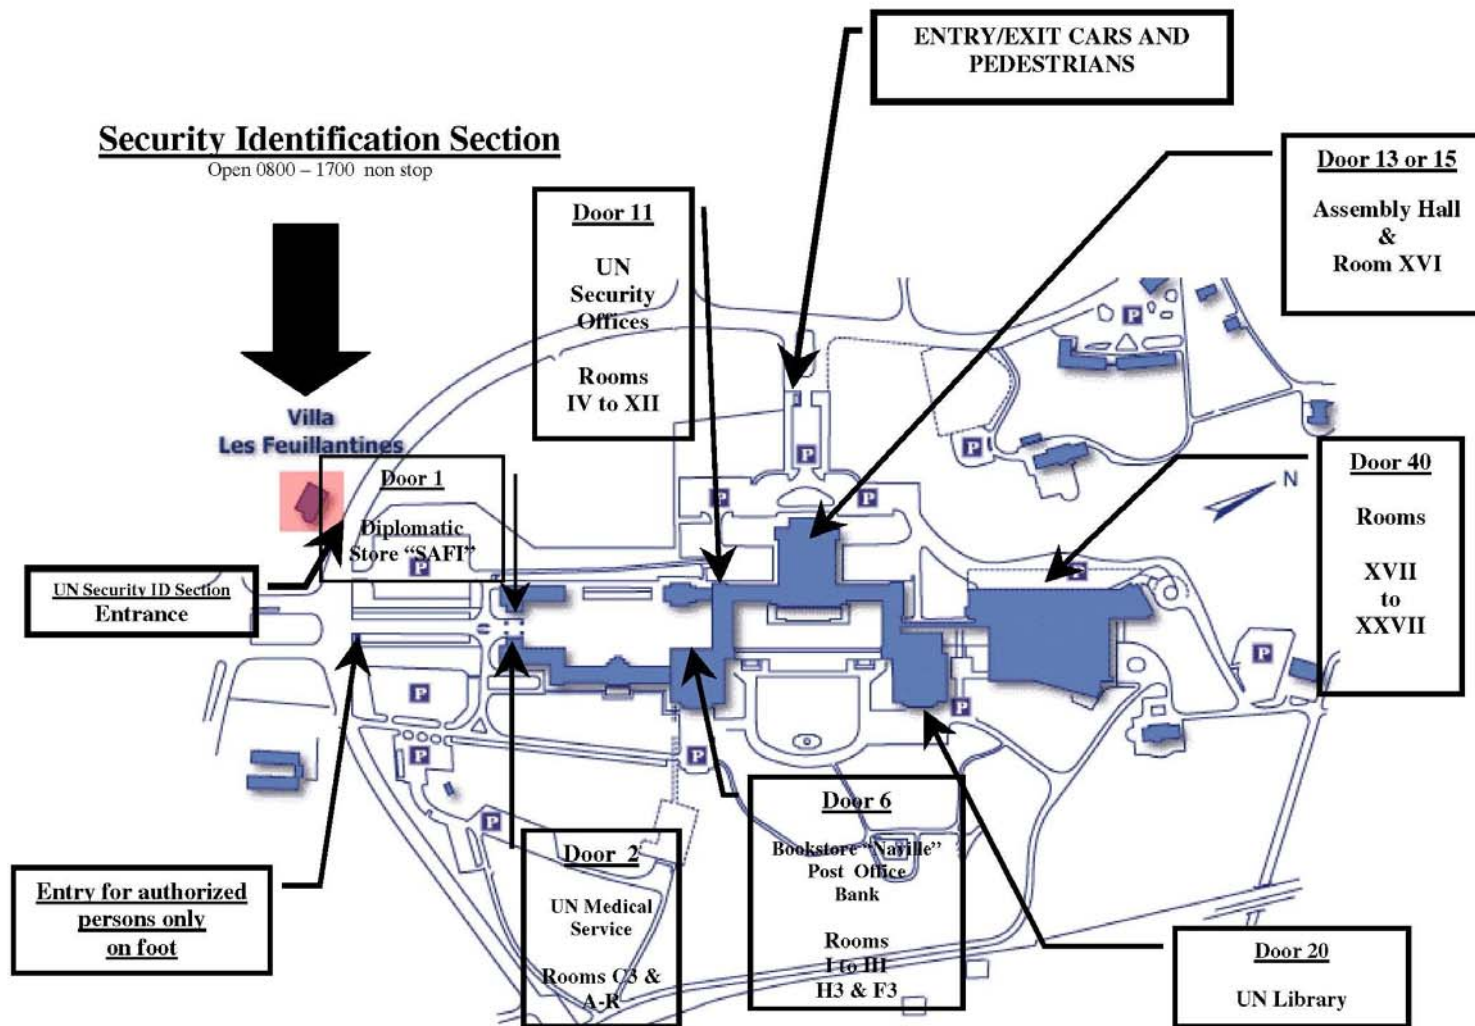 ENTRY/EXIT CARS AND
PEDESTRIANS
Security Identification Section
Open 0800 – 1700 non stop
Door 13 or 15
Assembly Hall
&
Room XVI
Door 11
UN
Security
Offices
Rooms
IV to XII
P
Villa
Les Feuillantines
P
P
P
P
Door 40
Rooms
XVII
to
XXVII
N
Door 1
Diplomatic
Store “SAFI”
P
P
UN Security ID Section
Entrance
P
P
P
P
P
P
Door 6
Bookstore “Naville”
Post Office
Bank
Rooms
I to III
H3 & F3
Door 2
UN Medical
Service
Rooms C3 &
A-R
Entry for authorized
persons only
on foot
Door 20
UN Library